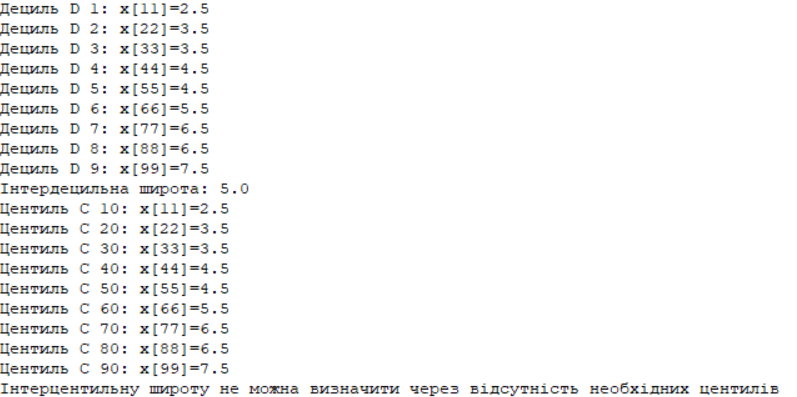 Дециль D 1: x[11]=2.5
Дециль D 2: x[22]=3.5
Дециль D 3: x[33]=3.5
Дециль D 4: x[44]=4.5
Дециль D 5: x[55]=4.5
Дециль D 6: x[66]=5.5
Дециль D 7: x[77]=6.5
Дециль D 8: x[88]=6.5
Дециль D 9: x[99]=7.5
Інтердецильна широта: 5.0
Центиль C 10: x[11]=2.5
Центиль C 20: x[22]=3.5
Центиль C 30: x[33]=3.5
Центиль C 40: x[44]=4.5
Центиль C 50: x[55]=4.5
Центиль C 60: x[66]=5.5
Центиль C 70: x[77]=6.5
Центиль C 80: x[88]=6.5
Центиль C 90: x[99]=7.5
Інтерцентильну широту не можна визначити через відсутність необхідних центилів